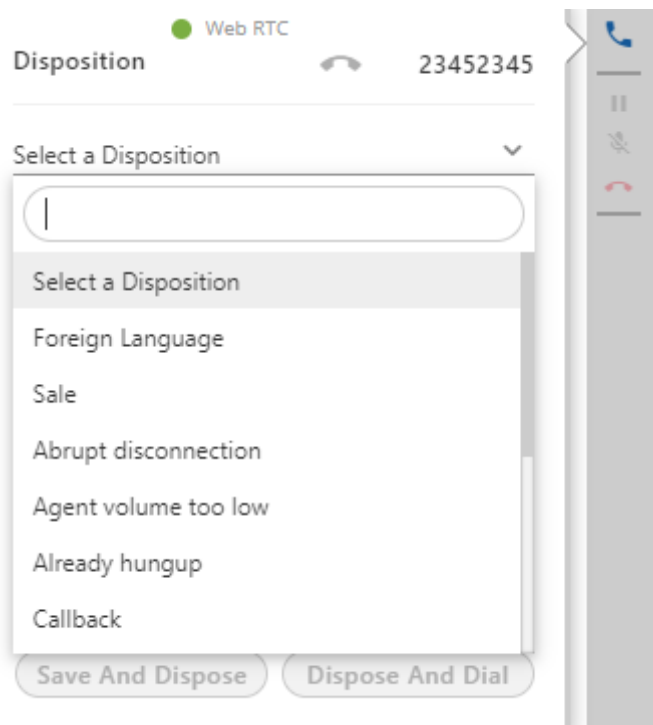 Web RTC
Disposition 23452345
Select a Disposition
Select a Disposition
Foreign Language
Sale
Abrupt disconnection
Agent volume too low
Already hungup
Callback
Save And Dispose Dispose And Dial